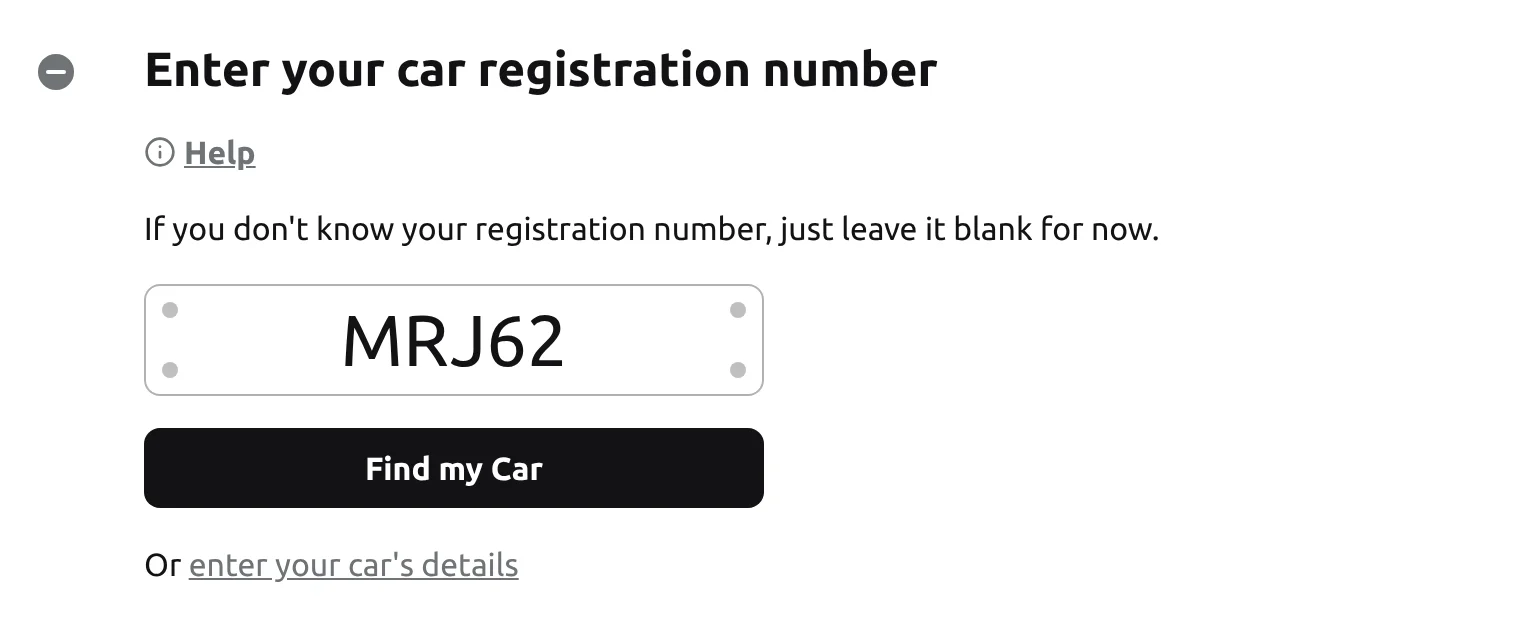 Enter your car registration number
Help
If you don't know your registration number, just leave it blank for now.
MRJ62
Find my Car
Or enter your car's details